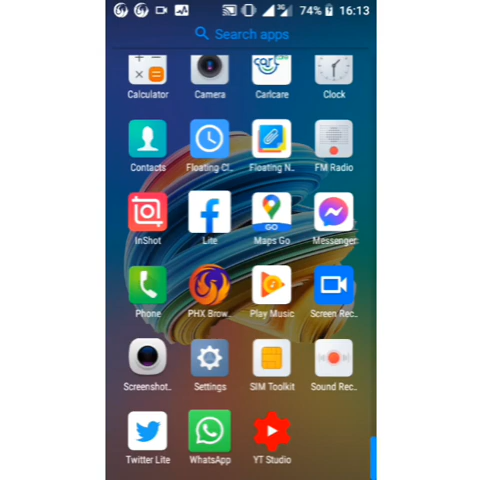 3G 74% 16:13
Search apps
Calculator Camera Carlcare Clock
Contacts Floating Cl.. Floating N.. FM Radio
GO
InShot Lite Maps Go Messenger
Phone PHX Brow.. Play Music Screen Rec..
Screenshot.. Settings SIM Toolkit Sound Rec..
Twitter Lite WhatsApp YT Studio